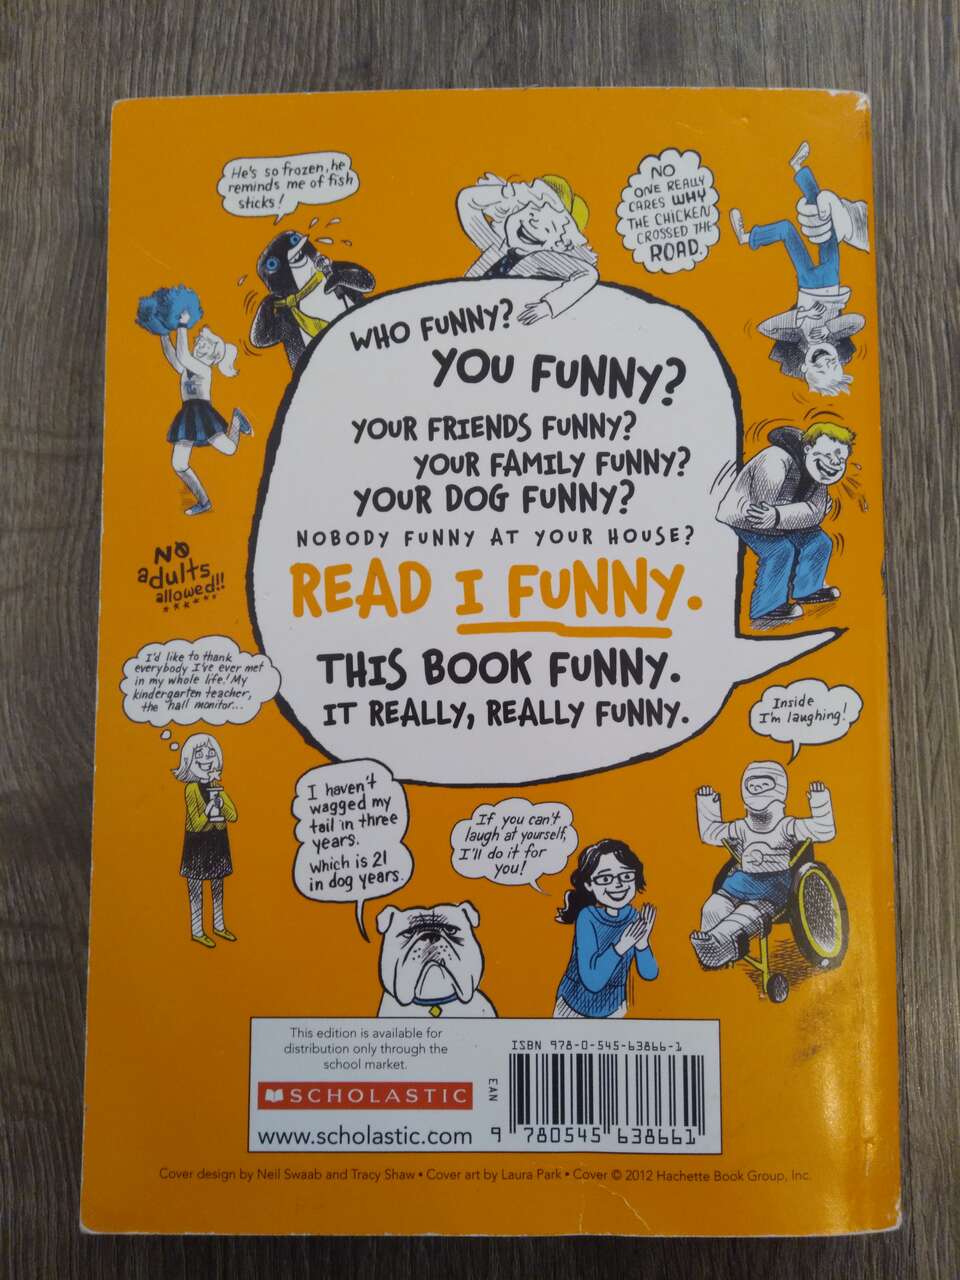 He's so frozen, he
reminds me of fish
sticks!
NO
ONE REALLY
CARES WHY
THE CHICKEN
CROSSED THE
ROAD.
WHO FUNNY?
YOU FUNNY?
YOUR FRIENDS FUNNY?
YOUR FAMILY FUNNY?
YOUR DOG FUNNY?
NOBODY FUNNY AT YOUR HOUSE?
READ I FUNNY.
THIS BOOK FUNNY.
IT REALLY, REALLY FUNNY.
NO
adults
allowed!!
I'd like to thank
everybody I've ever met
in my whole life! My
kindergarten teacher,
the hall monitor...
Inside
I'm laughing!
I haven't
wagged my
tail in three
years.
Which is 21
in dog years.
If you can't
laugh at yourself,
I'll do it for
you!
This edition is available for
distribution only through the
school market.
SCHOLASTIC
www.scholastic.com
EAN
ISBN 978-0-545-63866-1
9 780545 638661
Cover design by Neil Swaab and Tracy Shaw • Cover art by Laura Park • Cover © 2012 Hachette Book Group, Inc.